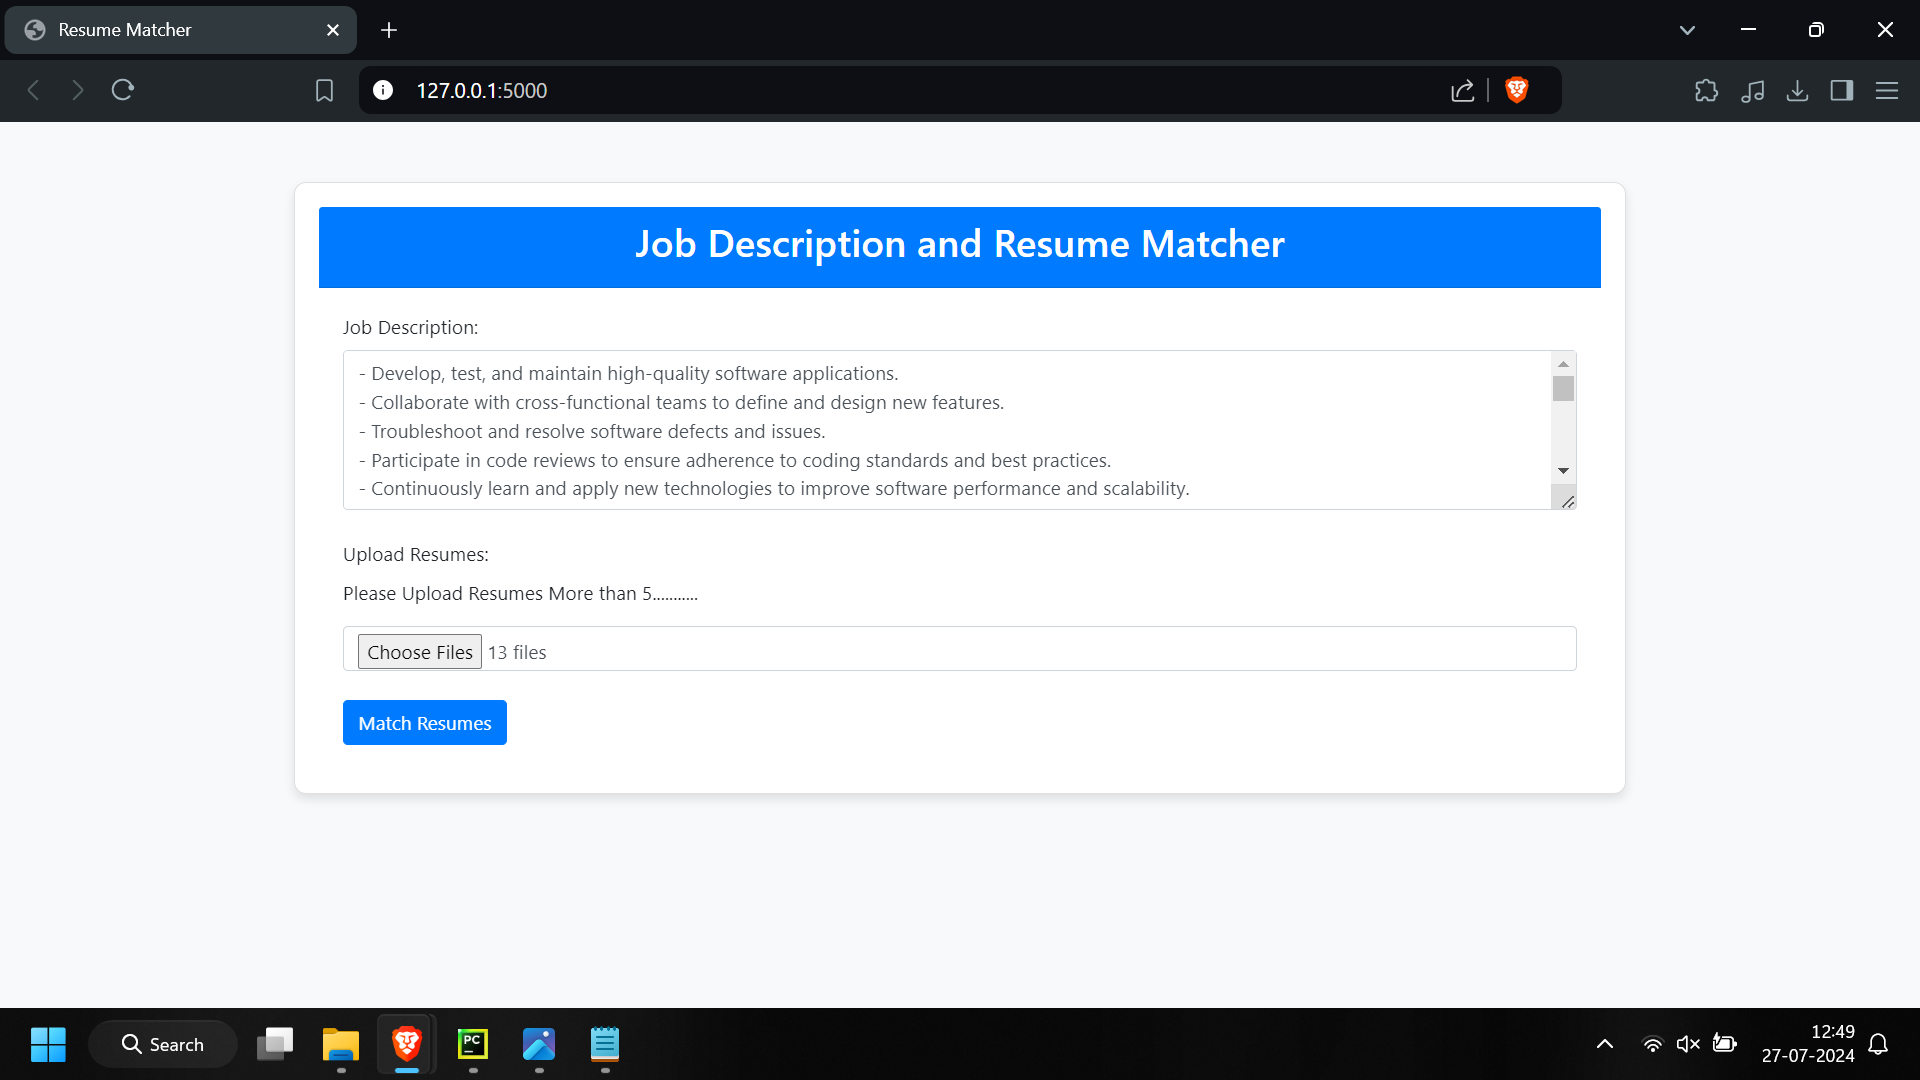 Resume Matcher
127.0.0.1:5000
Job Description and Resume Matcher
Job Description:
- Develop, test, and maintain high-quality software applications.
- Collaborate with cross-functional teams to define and design new features.
- Troubleshoot and resolve software defects and issues.
- Participate in code reviews to ensure adherence to coding standards and best practices.
- Continuously learn and apply new technologies to improve software performance and scalability.
Upload Resumes:
Please Upload Resumes More than 5...........
Choose Files 13 files
Match Resumes
Search
PC
12:49
27-07-2024